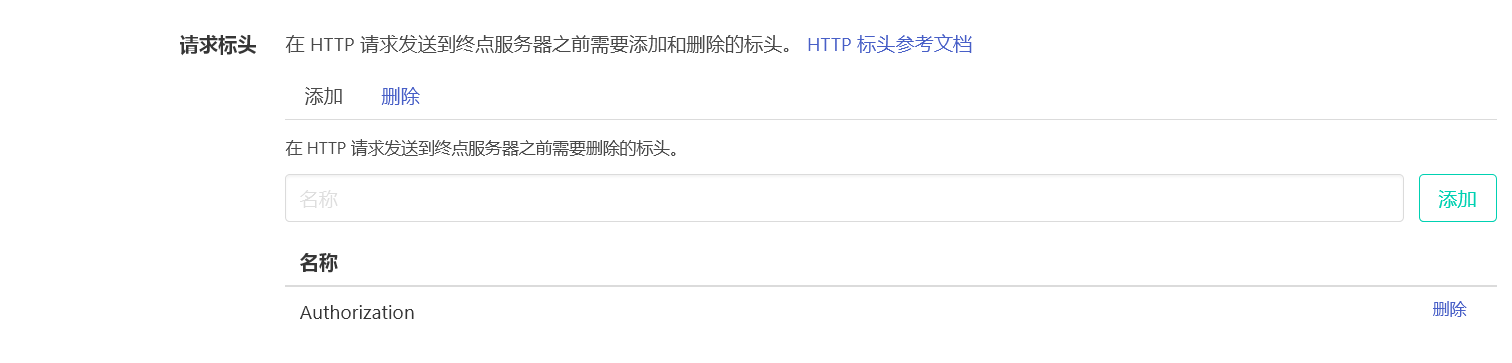 请求标头 在 HTTP 请求发送到终点服务器之前需要添加和删除的标头。 HTTP 标头参考文档
添加 删除
在 HTTP 请求发送到终点服务器之前需要删除的标头。
名称 添加
名称
Authorization 删除